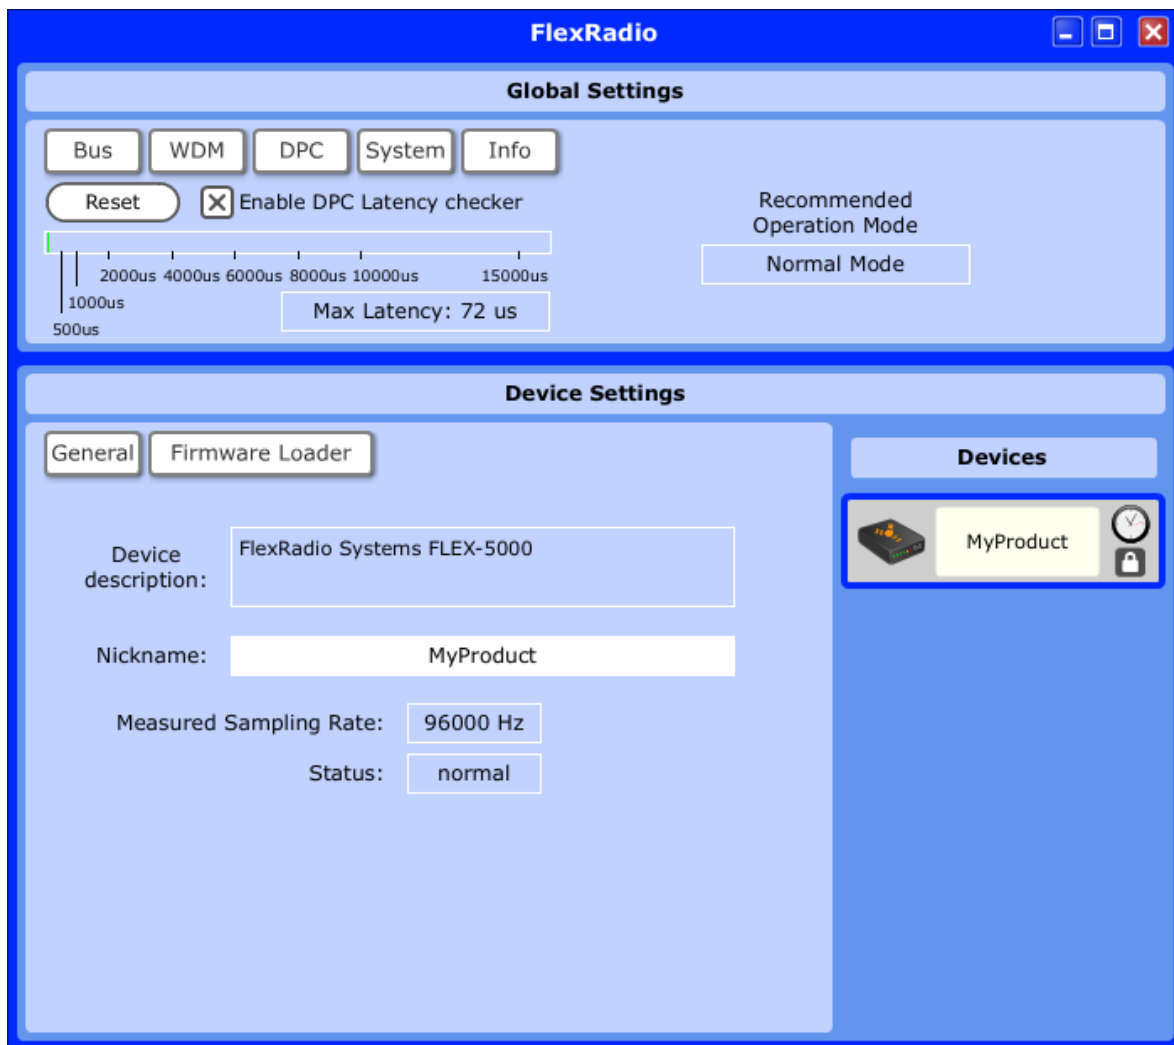 FlexRadio
Global Settings
Bus WDM DPC System Info
Reset Enable DPC Latency checker
Recommended
Operation Mode
Normal Mode
2000us 4000us 6000us 8000us 10000us 15000us
1000us
500us
Max Latency: 72 us
Device Settings
General Firmware Loader
Device
description:
FlexRadio Systems FLEX-5000
Nickname: MyProduct
Measured Sampling Rate: 96000 Hz
Status: normal
Devices
MyProduct